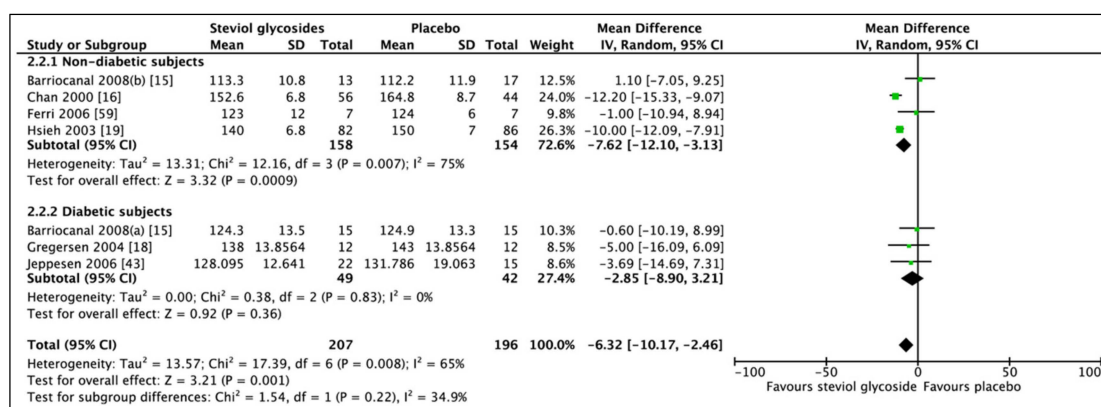 Steviol glycosides Placebo Mean Difference Mean Difference
Study or Subgroup Mean SD Total Mean SD Total Weight IV, Random, 95% CI IV, Random, 95% CI
2.2.1 Non-diabetic subjects
Barriocanal 2008(b) [15] 113.3 10.8 13 112.2 11.9 17 12.5% 1.10 [-7.05, 9.25]
Chan 2000 [16] 152.6 6.8 56 164.8 8.7 44 24.0% -12.20 [-15.33, -9.07]
Ferri 2006 [59] 123 12 7 124 6 7 9.8% -1.00 [-10.94, 8.94]
Hsieh 2003 [19] 140 6.8 82 150 7 86 26.3% -10.00 [-12.09, -7.91]
Subtotal (95% CI) 158 154 72.6% -7.62 [-12.10, -3.13]
Heterogeneity: Tau² = 13.31; Chi² = 12.16, df = 3 (P = 0.007); I² = 75%
Test for overall effect: Z = 3.32 (P = 0.0009)
2.2.2 Diabetic subjects
Barriocanal 2008(a) [15] 124.3 13.5 15 124.9 13.3 15 10.3% -0.60 [-10.19, 8.99]
Gregersen 2004 [18] 138 13.8564 12 143 13.8564 12 8.5% -5.00 [-16.09, 6.09]
Jeppesen 2006 [43] 128.095 12.641 22 131.786 19.063 15 8.6% -3.69 [-14.69, 7.31]
Subtotal (95% CI) 49 42 27.4% -2.85 [-8.90, 3.21]
Heterogeneity: Tau² = 0.00; Chi² = 0.38, df = 2 (P = 0.83); I² = 0%
Test for overall effect: Z = 0.92 (P = 0.36)
Total (95% CI) 207 196 100.0% -6.32 [-10.17, -2.46]
Heterogeneity: Tau² = 13.57; Chi² = 17.39, df = 6 (P = 0.008); I² = 65%
Test for overall effect: Z = 3.21 (P = 0.001)
Test for subgroup differences: Chi² = 1.54, df = 1 (P = 0.22), I² = 34.9%
-100 -50 0 50 100
Favours steviol glycoside Favours placebo